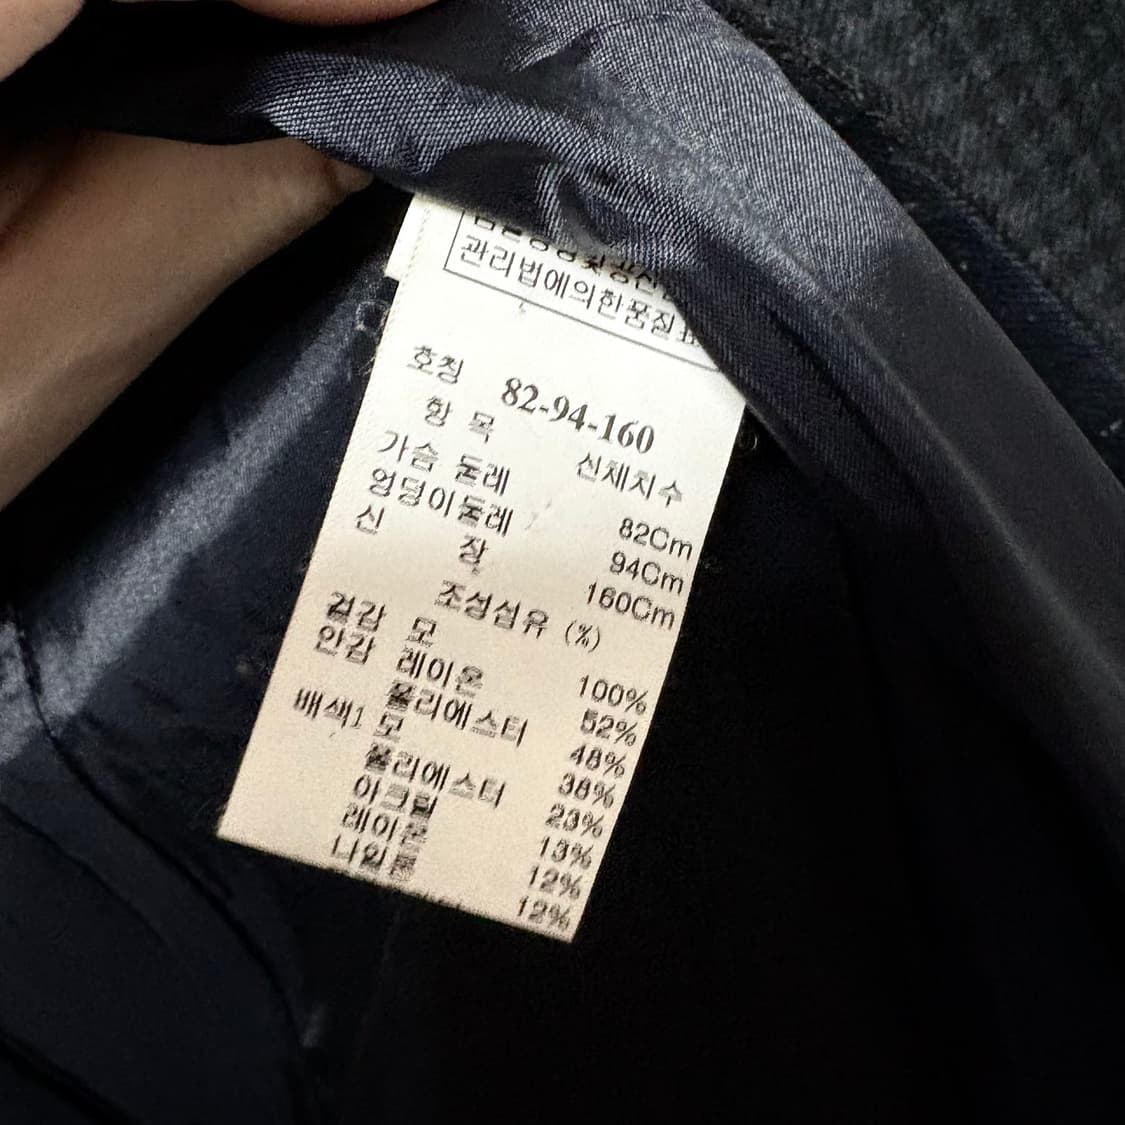 관리법에의한품질표
호칭 82-94-160
항 목 신체치수
가슴 둘레 82Cm
엉덩이둘레 94Cm
신 장 160Cm
조성섬유 (%)
겉감 모 100%
안감 레이온 52%
폴리에스터 48%
배색1 모 38%
폴리에스터 23%
아크릴 13%
레이온 12%
나일론 12%